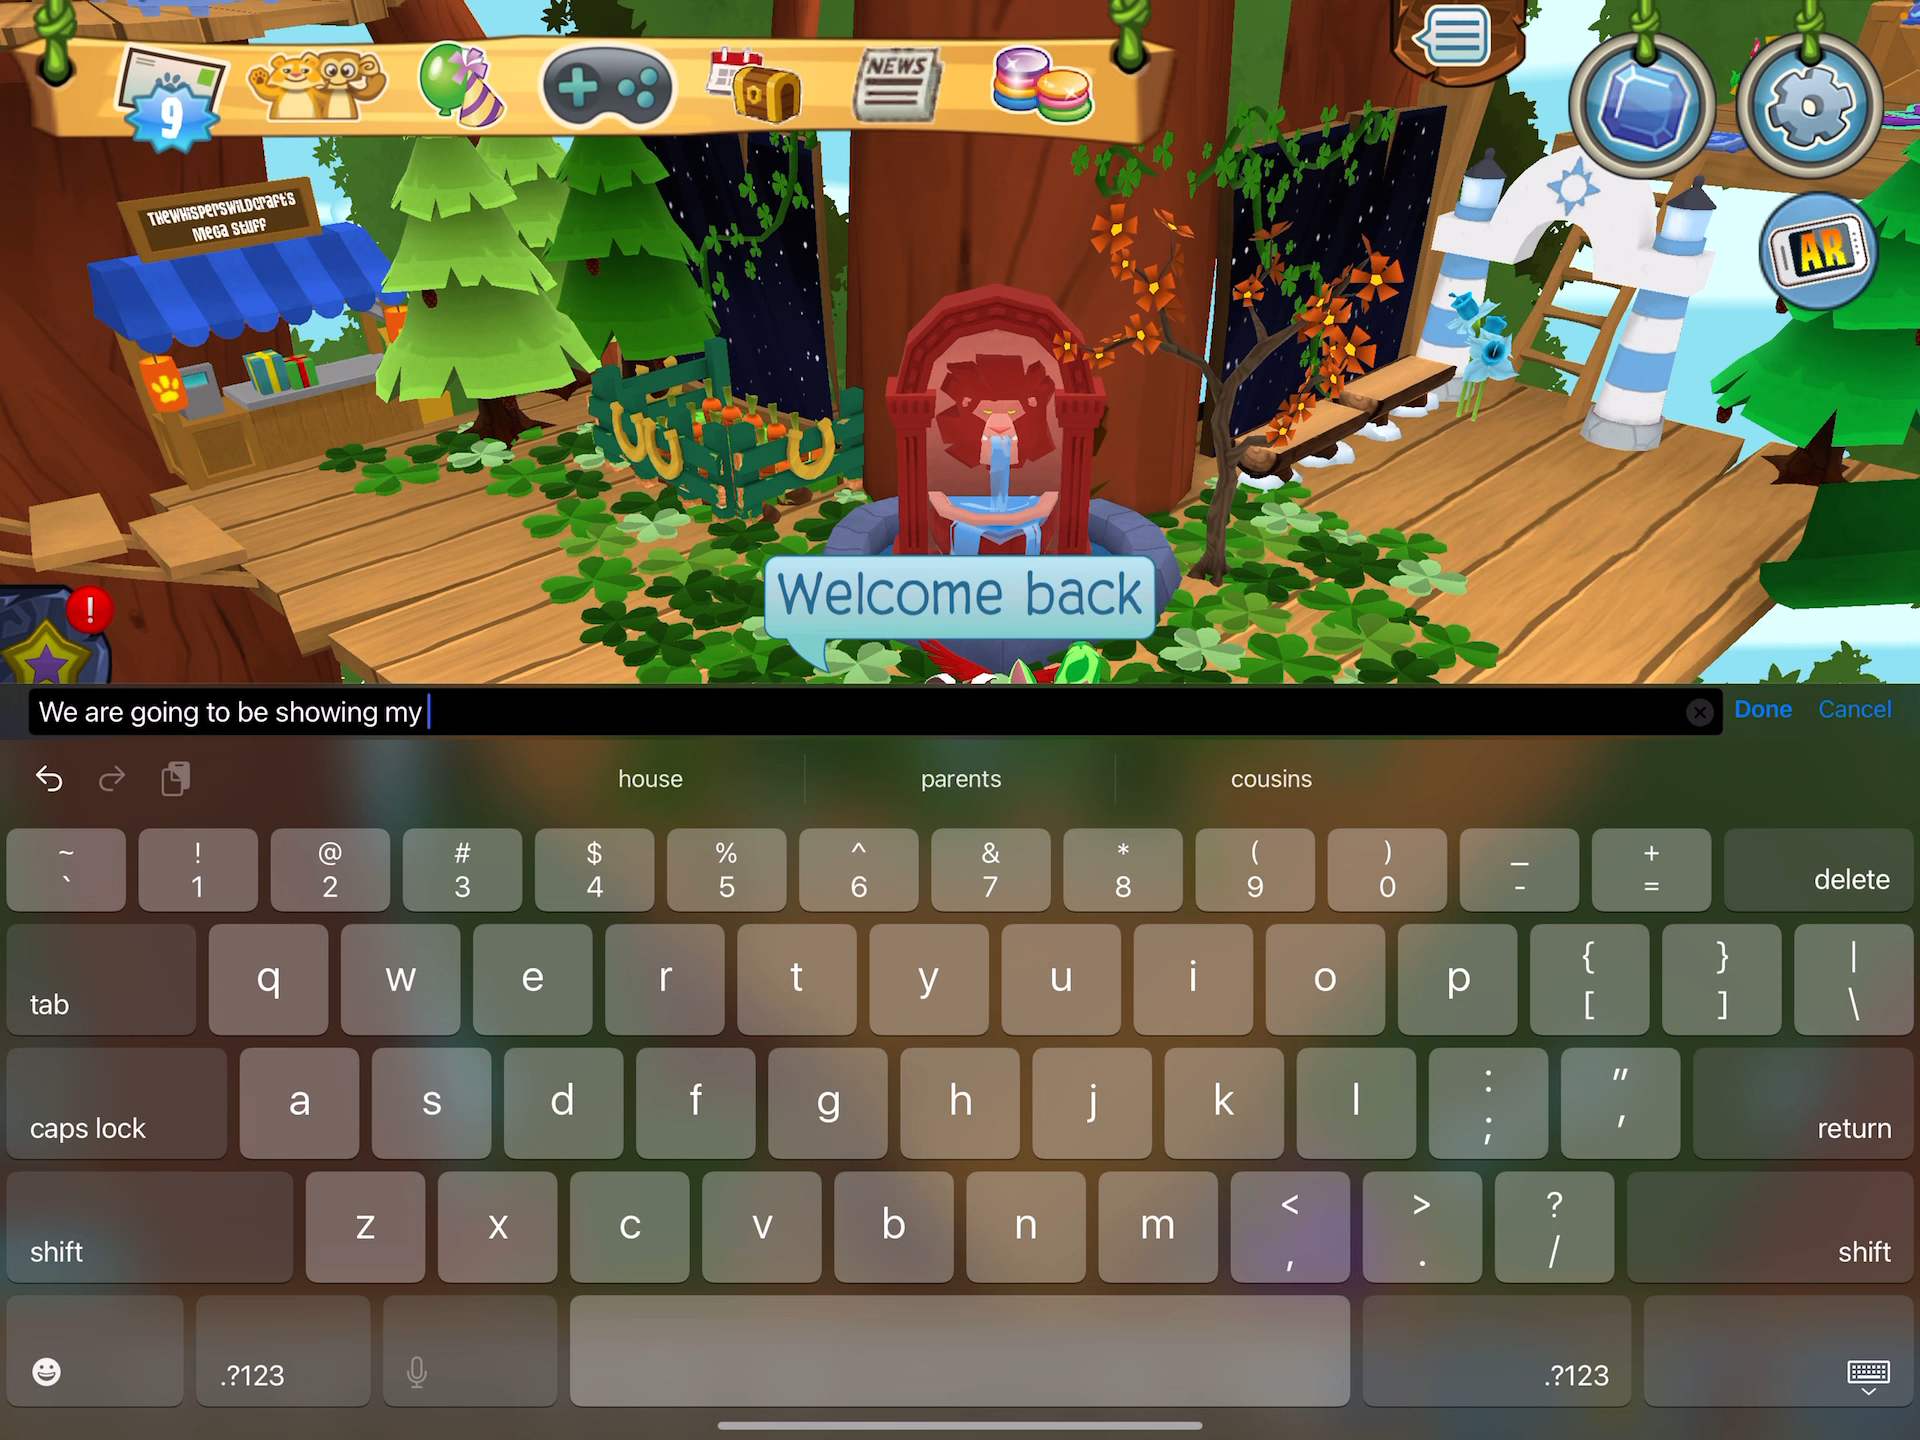 NEWS
9
AR
THEWHISPERSWILDCRAFT'S
MEGA STUFF
!
Welcome back
We are going to be showing my
Done
Cancel
house
parents
cousins
~ ! @ # $ % ^ & * ( ) _ +
` 1 2 3 4 5 6 7 8 9 0 - =
delete
tab
q w e r t y u i o p { } |
[ ] \
caps lock
a s d f g h j k l : "
; '
return
shift
z x c v b n m < > ?
, . /
shift
.?123
.?123